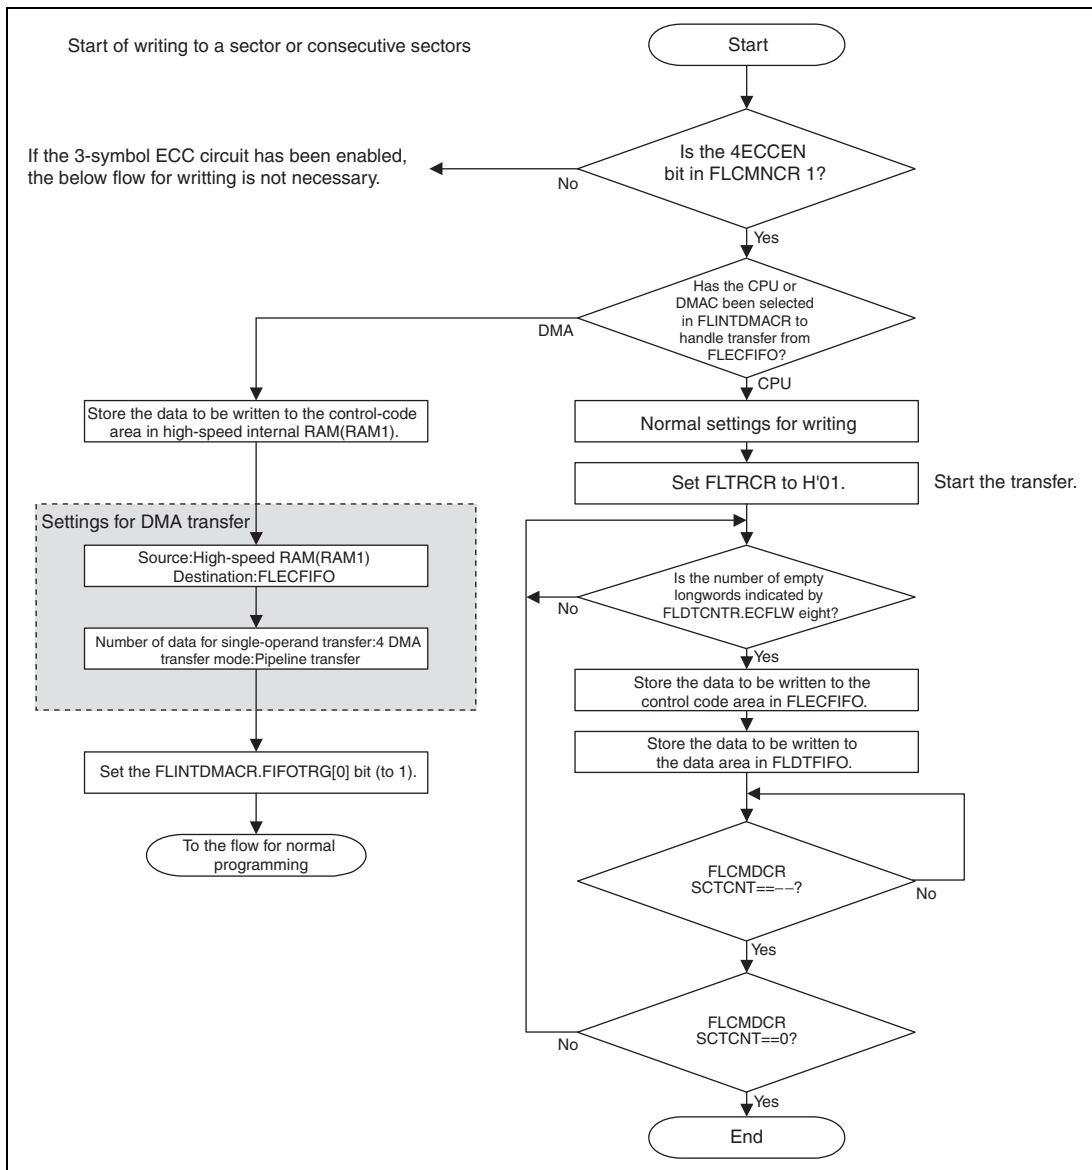 Start of writing to a sector or consecutive sectors
Start
If the 3-symbol ECC circuit has been enabled,
the below flow for writting is not necessary.
Is the 4ECCEN
bit in FLCMNCR 1?
No
Yes
Has the CPU or
DMAC been selected
in FLINTDMACR to
handle transfer from
FLECFIFO?
DMA
CPU
Store the data to be written to the control-code
area in high-speed internal RAM(RAM1).
Normal settings for writing
Set FLTRCR to H'01.
Start the transfer.
Settings for DMA transfer
Source:High-speed RAM(RAM1)
Destination:FLECFIFO
Is the number of empty
longwords indicated by
FLDTCNTR.ECFLW eight?
No
Yes
Number of data for single-operand transfer:4 DMA
transfer mode:Pipeline transfer
Store the data to be written to the
control code area in FLECFIFO.
Store the data to be written to
the data area in FLDTFIFO.
Set the FLINTDMACR.FIFOTRG[0] bit (to 1).
To the flow for normal
programming
FLCMDCR
SCTCNT==−−?
No
Yes
FLCMDCR
SCTCNT==0?
No
Yes
End